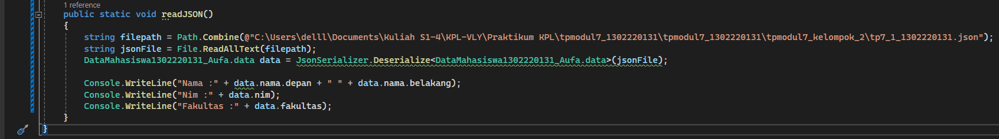 1 reference
public static void readJSON()
{
string filepath = Path.Combine(@"C:\Users\delll\Documents\Kuliah S1-4\KPL-VLY\Praktikum KPL\tpmodul7_1302220131\tpmodul7_1302220131\tpmodul7_kelompok_2\tp7_1_1302220131.json");
string jsonFile = File.ReadAllText(filepath);
DataMahasiswa1302220131_Aufa.data data = JsonSerializer.Deserialize<DataMahasiswa1302220131_Aufa.data>(jsonFile);
Console.WriteLine("Nama :" + data.nama.depan + " " + data.nama.belakang);
Console.WriteLine("Nim :" + data.nim);
Console.WriteLine("Fakultas :" + data.fakultas);
}
}